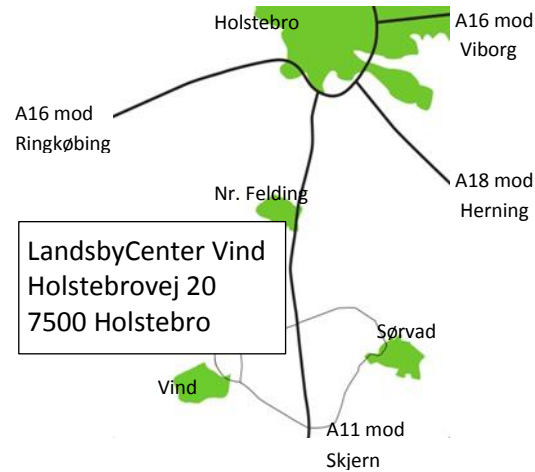 Holstebro
A16 mod
Viborg
A16 mod
Ringkøbing
A18 mod
Herning
Nr. Felding
LandsbyCenter Vind
Holstebrovej 20
7500 Holstebro
Sørvad
Vind
A11 mod
Skjern